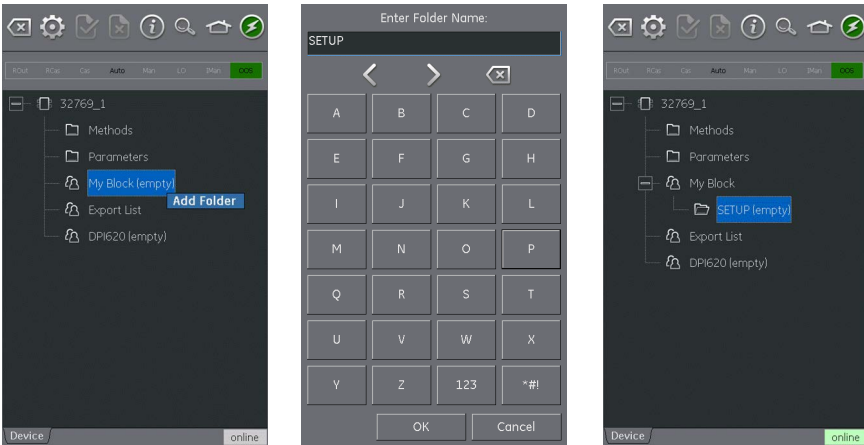 ROut RCas Cas Auto Man LO IMan OOS
32769_1
Methods
Parameters
My Block (empty)
Add Folder
Export List
DPI620 (empty)
Device online
Enter Folder Name:
SETUP
A B C D
E F G H
I J K L
M N O P
Q R S T
U V W X
Y Z 123 *#!
OK Cancel
ROut RCas Cas Auto Man LO IMan OOS
32769_1
Methods
Parameters
My Block
SETUP (empty)
Export List
DPI620 (empty)
Device online